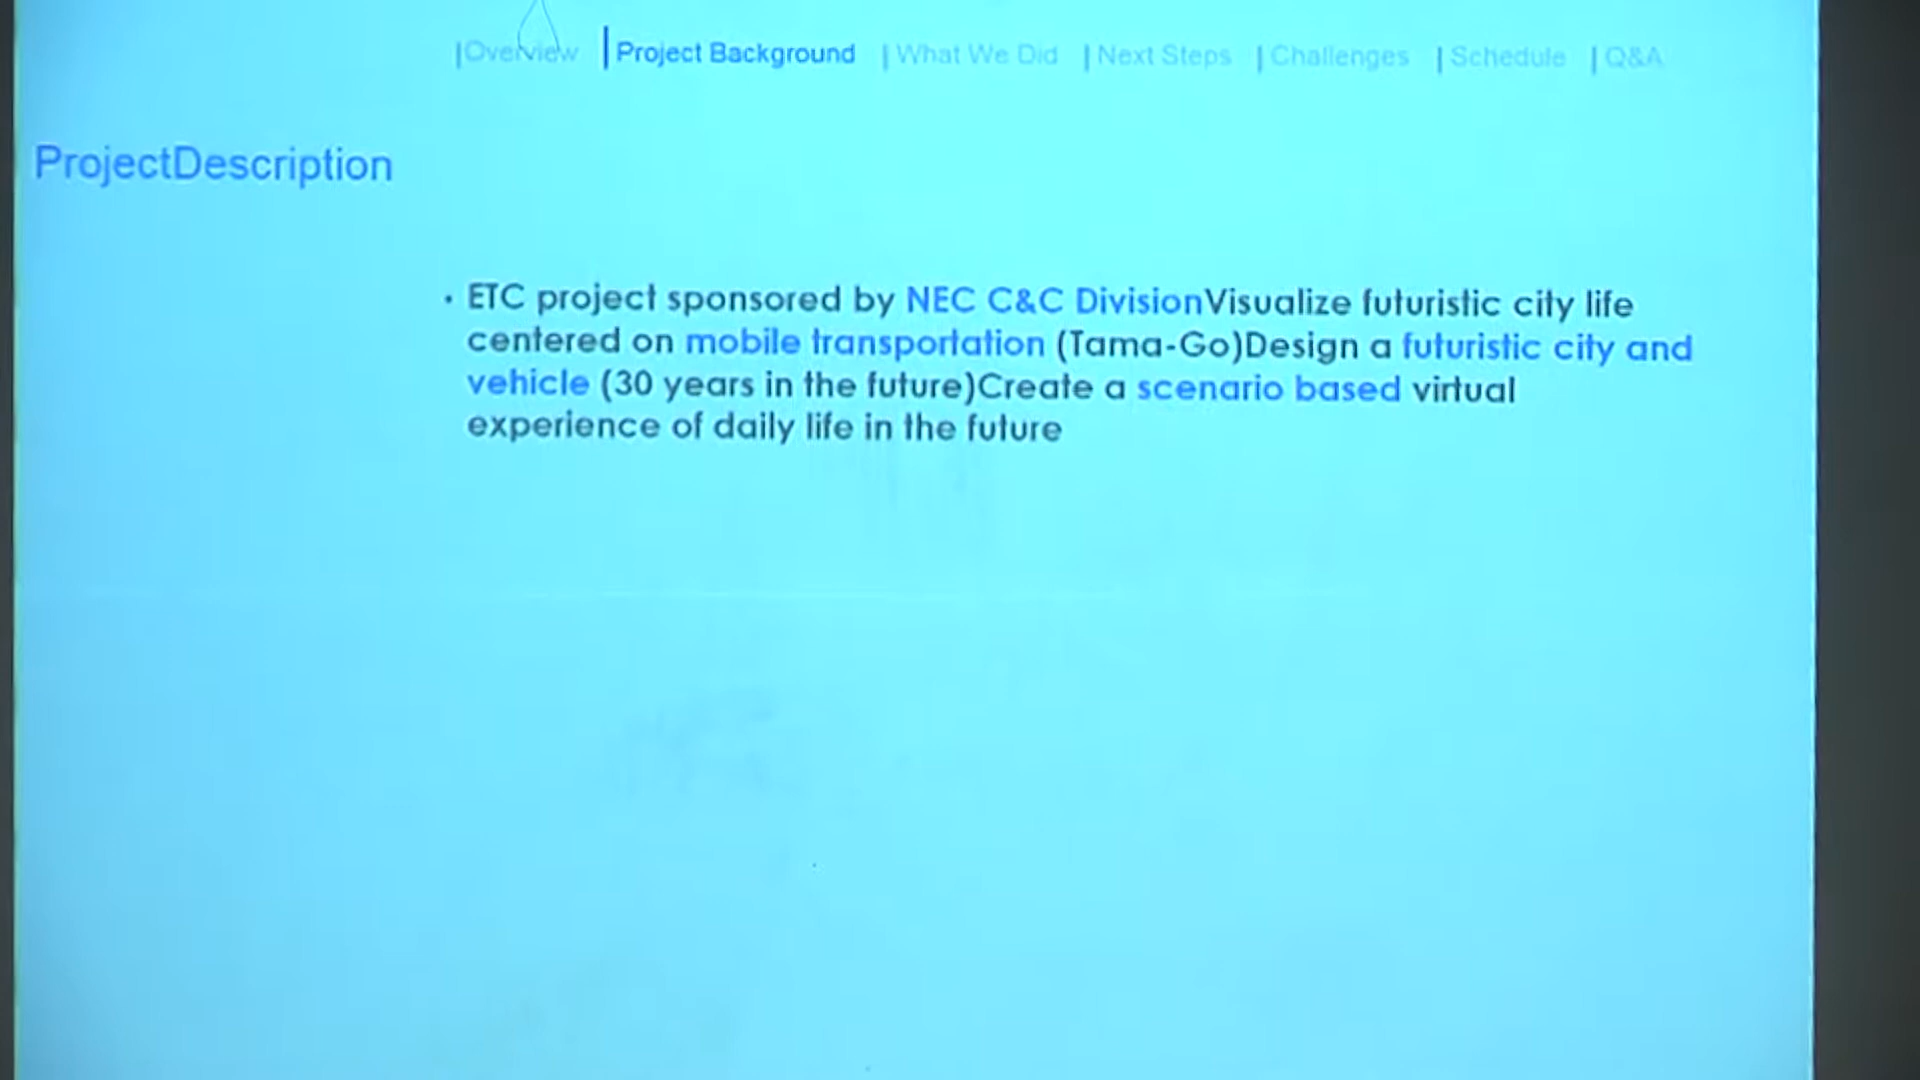 |Overview |Project Background |What We Did |Next Steps |Challenges |Schedule |Q&A
ProjectDescription
· ETC project sponsored by NEC C&C DivisionVisualize futuristic city life
centered on mobile transportation (Tama-Go)Design a futuristic city and
vehicle (30 years in the future)Create a scenario based virtual
experience of daily life in the future